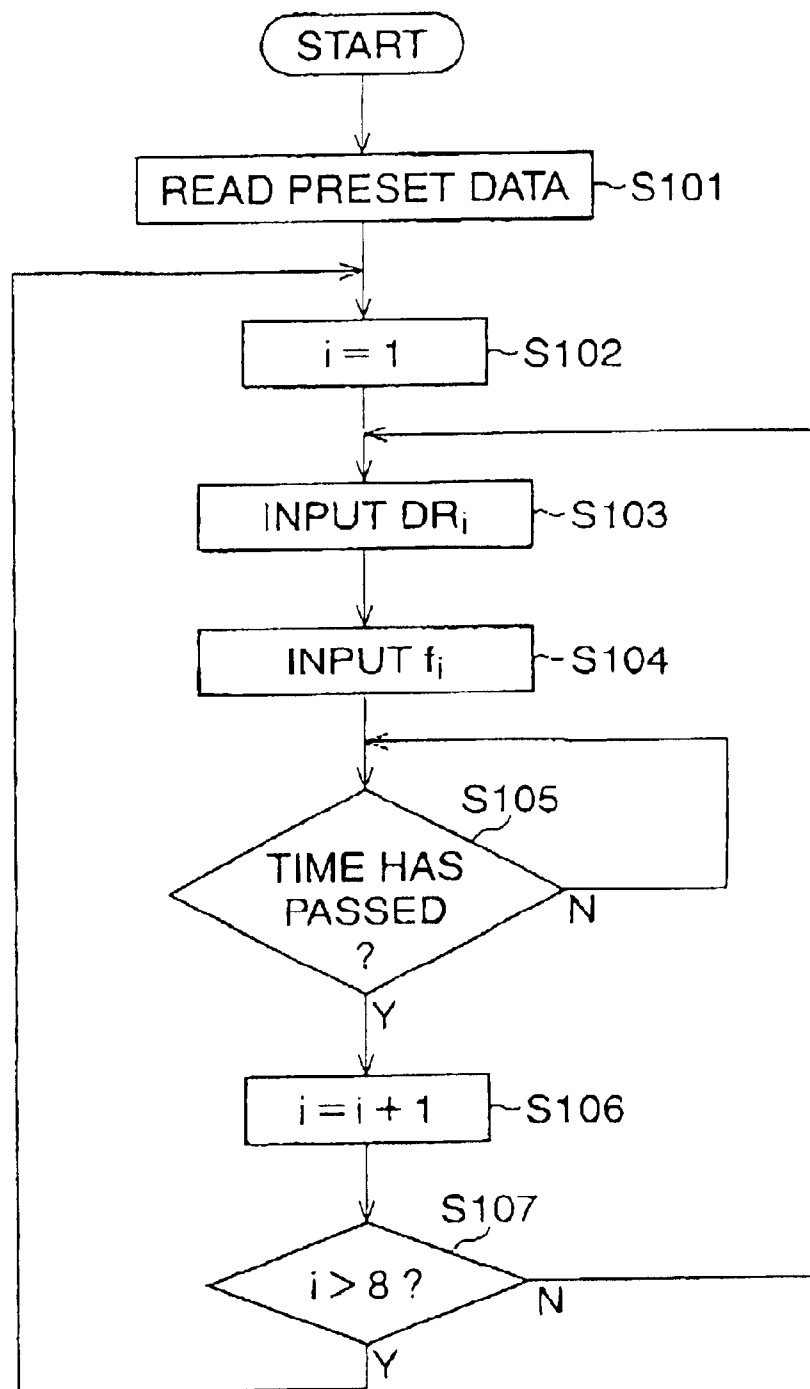 START
READ PRESET DATA
S101
i = 1
S102
INPUT DRi
S103
INPUT fi
S104
S105
TIME HAS
PASSED
?
N
Y
i = i + 1
S106
S107
i > 8 ?
N
Y